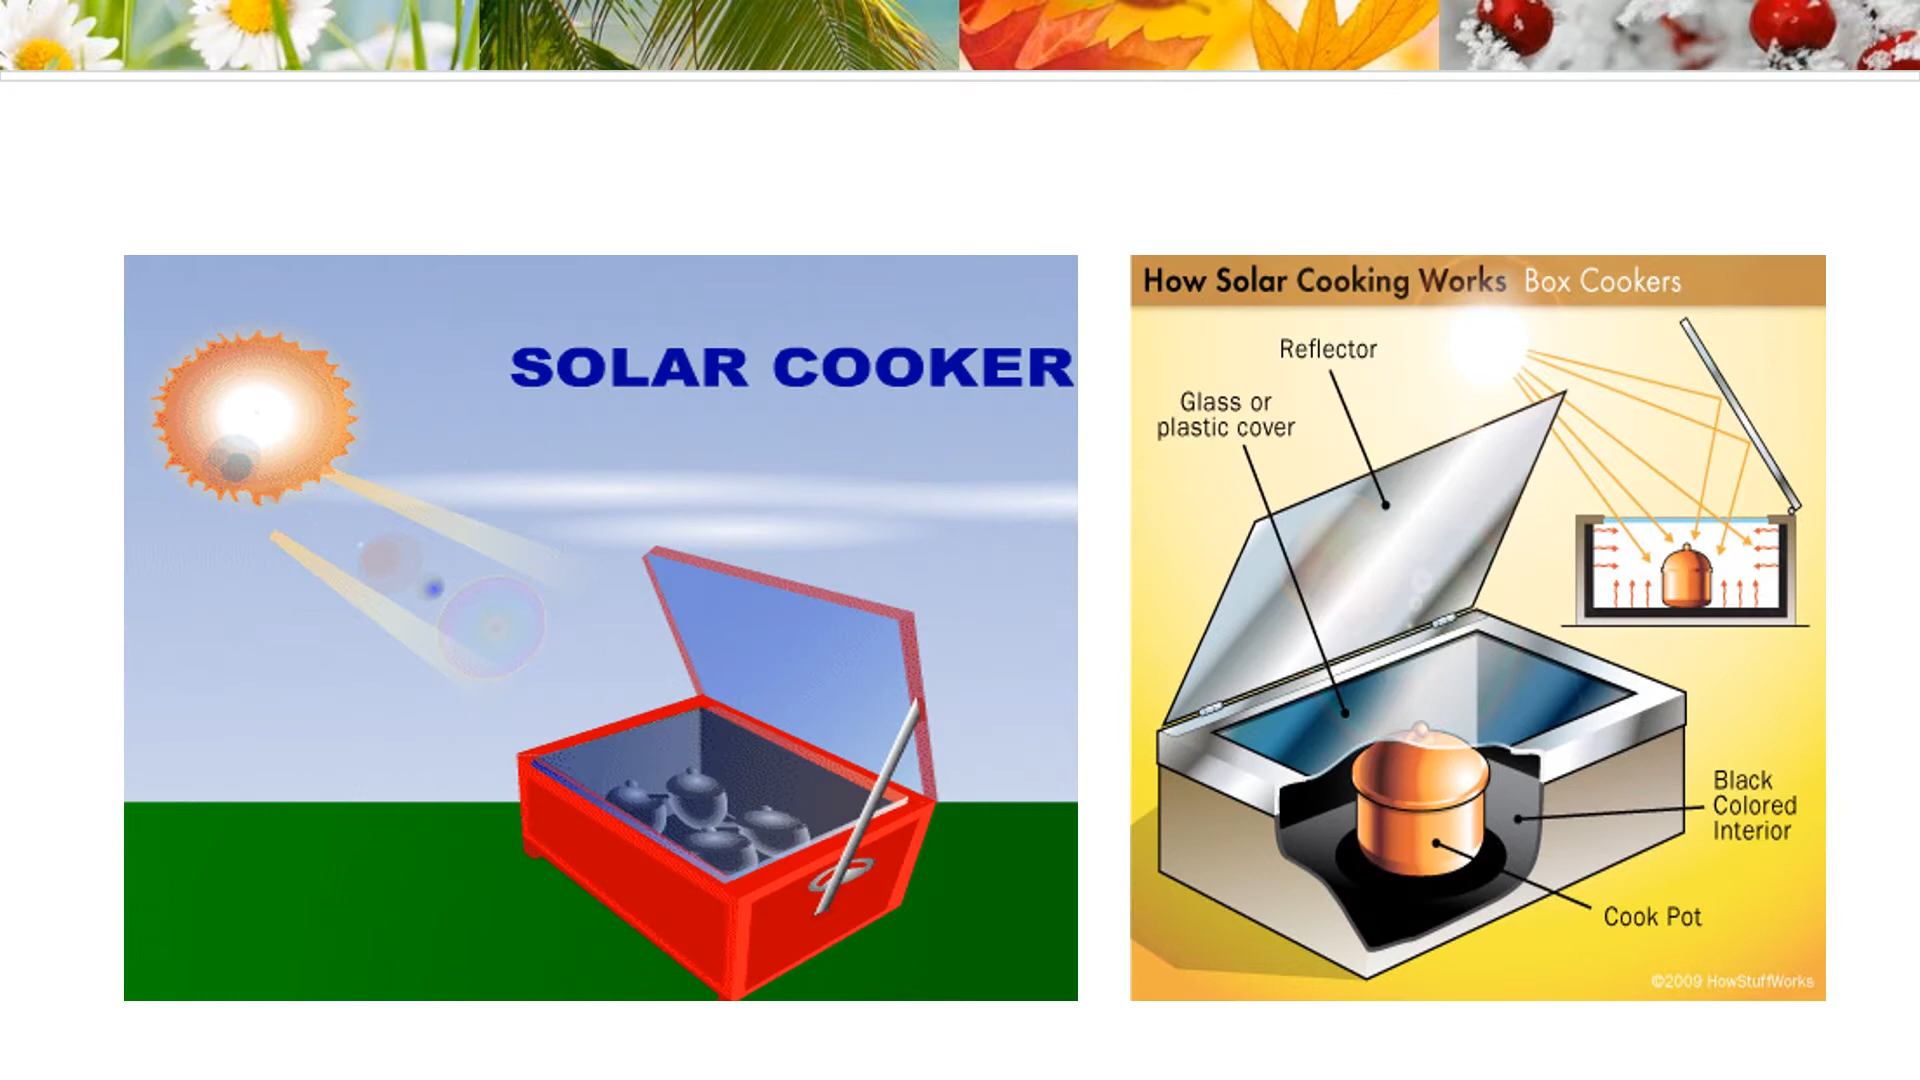 SOLAR COOKER
How Solar Cooking Works Box Cookers
Reflector
Glass or
plastic cover
Black
Colored
Interior
Cook Pot
©2009 HowStuffWorks